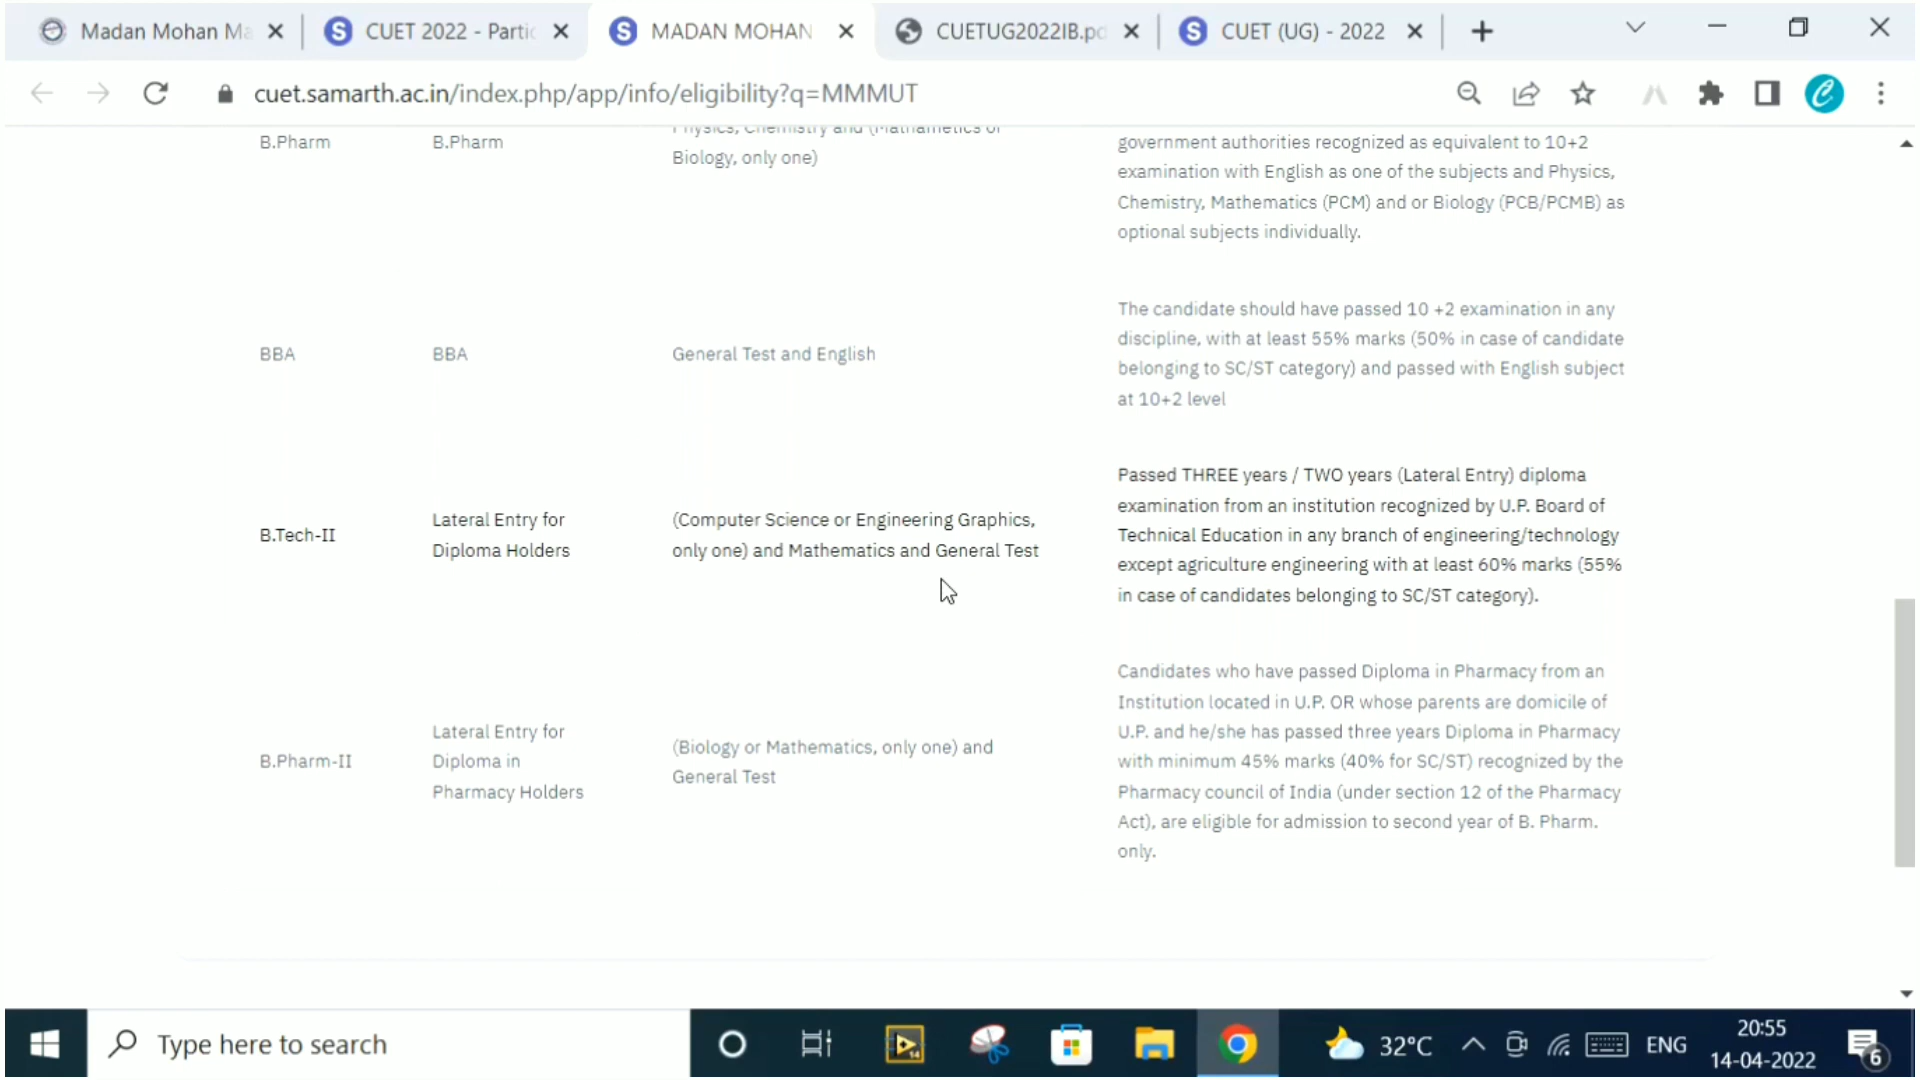 Madan Mohan Ma
CUET 2022 - Partic
MADAN MOHAN
CUETUG2022IB.pd
CUET (UG) - 2022
cuet.samarth.ac.in/index.php/app/info/eligibility?q=MMMUT
B.Pharm
B.Pharm
Physics, Chemistry and (Mathametics or
Biology, only one)
government authorities recognized as equivalent to 10+2
examination with English as one of the subjects and Physics,
Chemistry, Mathematics (PCM) and or Biology (PCB/PCMB) as
optional subjects individually.
BBA
BBA
General Test and English
The candidate should have passed 10 +2 examination in any
discipline, with at least 55% marks (50% in case of candidate
belonging to SC/ST category) and passed with English subject
at 10+2 level
B.Tech-II
Lateral Entry for
Diploma Holders
(Computer Science or Engineering Graphics,
only one) and Mathematics and General Test
Passed THREE years / TWO years (Lateral Entry) diploma
examination from an institution recognized by U.P. Board of
Technical Education in any branch of engineering/technology
except agriculture engineering with at least 60% marks (55%
in case of candidates belonging to SC/ST category).
B.Pharm-II
Lateral Entry for
Diploma in
Pharmacy Holders
(Biology or Mathematics, only one) and
General Test
Candidates who have passed Diploma in Pharmacy from an
Institution located in U.P. OR whose parents are domicile of
U.P. and he/she has passed three years Diploma in Pharmacy
with minimum 45% marks (40% for SC/ST) recognized by the
Pharmacy council of India (under section 12 of the Pharmacy
Act), are eligible for admission to second year of B. Pharm.
only.
Type here to search
32°C
ENG
20:55
14-04-2022
6